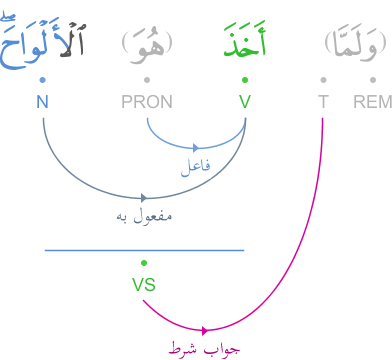 (وَلَمَّا) أَخَذَ (هُوَ) ٱلْأَلْوَاحَ ۖ
REM T V PRON N
فاعل
مفعول به
VS
جواب شرط